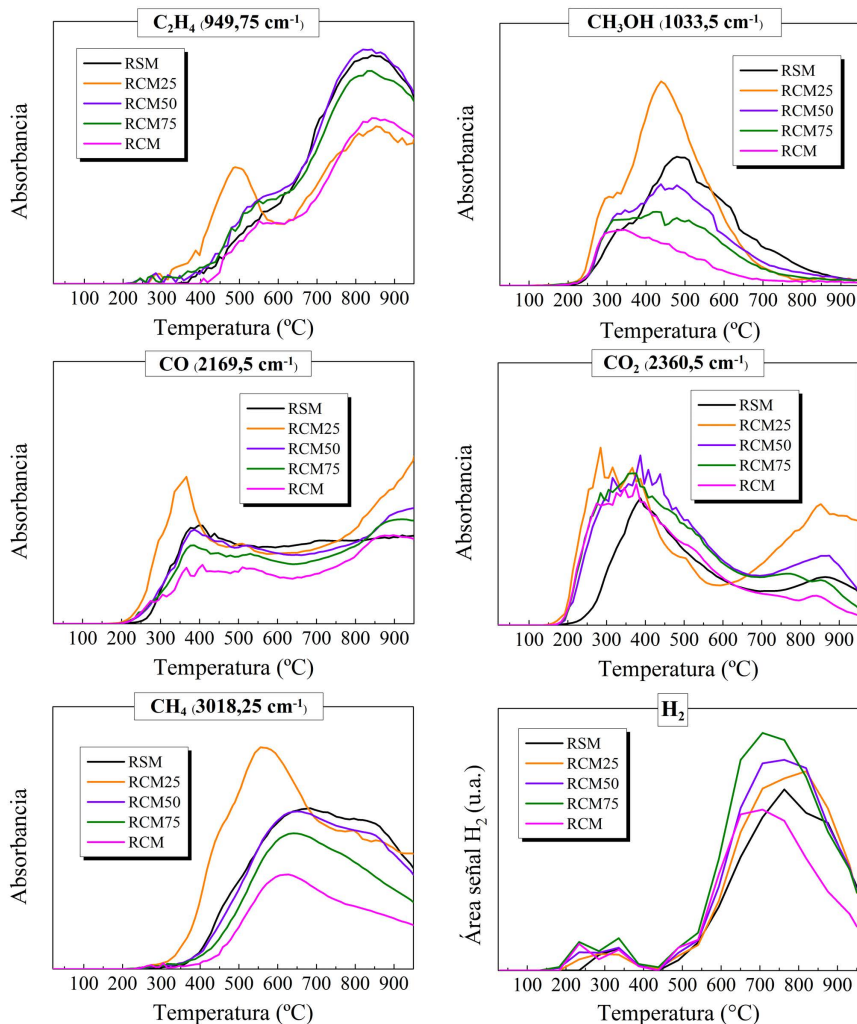 C₂H₄ (949,75 cm⁻¹)
RSM
RCM25
RCM50
RCM75
RCM
Absorbancia
100 200 300 400 500 600 700 800 900
Temperatura (ºC)
CH₃OH (1033,5 cm⁻¹)
RSM
RCM25
RCM50
RCM75
RCM
Absorbancia
100 200 300 400 500 600 700 800 900
Temperatura (ºC)
CO (2169,5 cm⁻¹)
RSM
RCM25
RCM50
RCM75
RCM
Absorbancia
100 200 300 400 500 600 700 800 900
Temperatura (ºC)
CO₂ (2360,5 cm⁻¹)
RSM
RCM25
RCM50
RCM75
RCM
Absorbancia
100 200 300 400 500 600 700 800 900
Temperatura (ºC)
CH₄ (3018,25 cm⁻¹)
RSM
RCM25
RCM50
RCM75
RCM
Absorbancia
100 200 300 400 500 600 700 800 900
Temperatura (ºC)
H₂
RSM
RCM25
RCM50
RCM75
RCM
Área señal H₂ (u.a.)
100 200 300 400 500 600 700 800 900
Temperatura (°C)